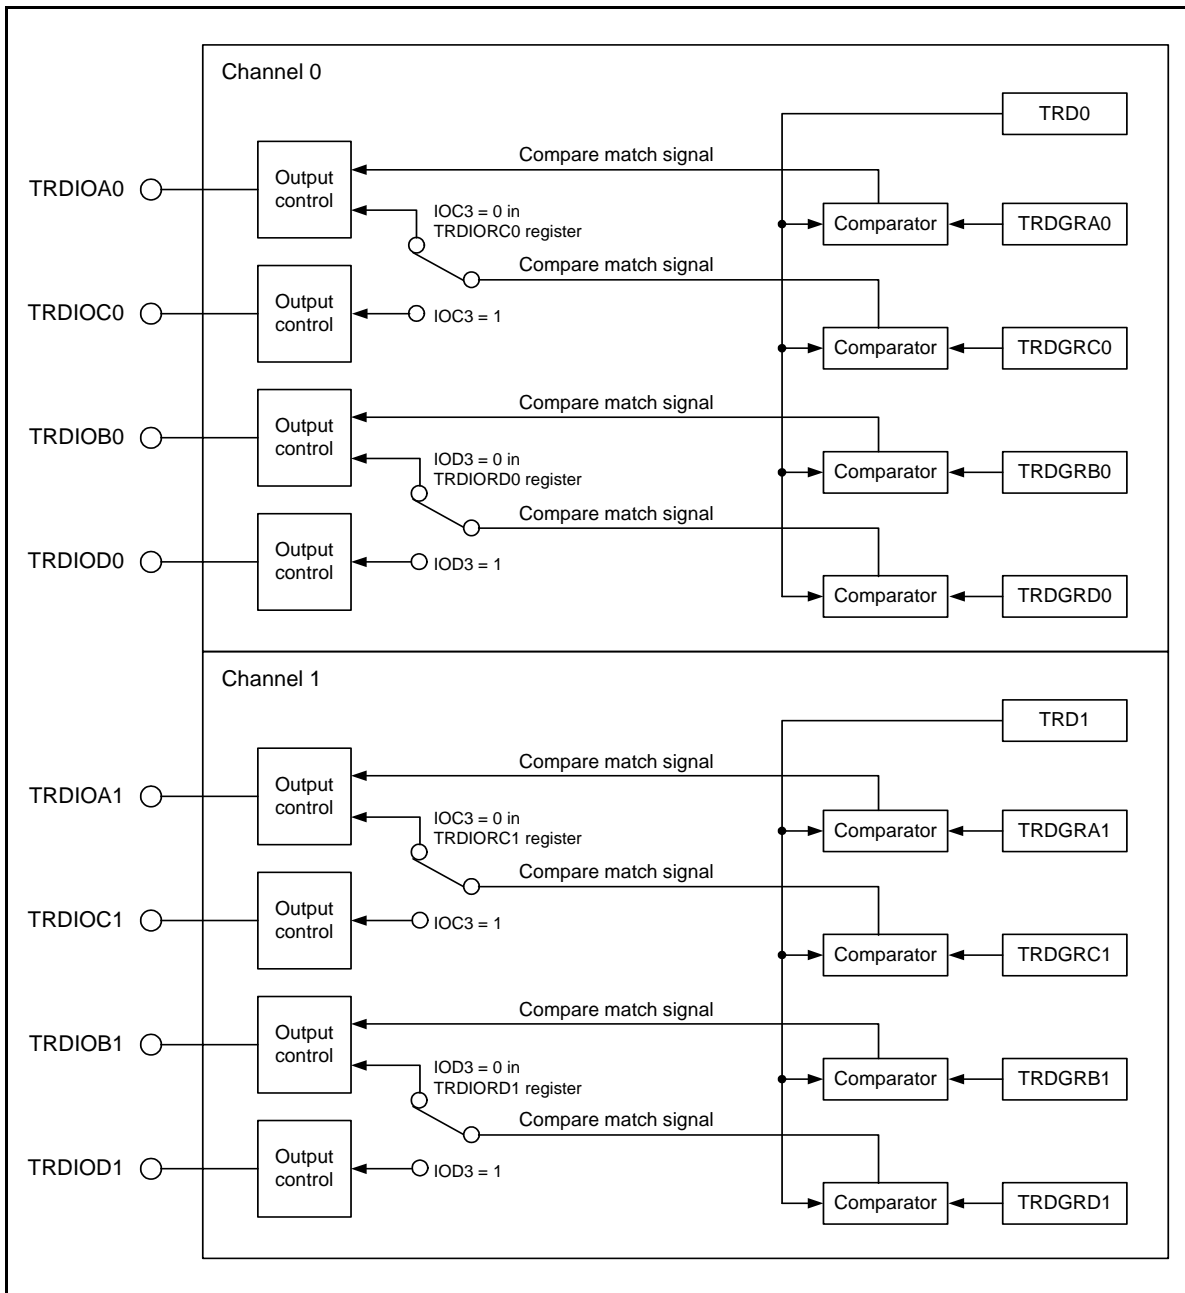 Channel 0
TRD0
Compare match signal
TRDIOA0
Output
control
IOC3 = 0 in
TRDIORC0 register
Comparator
TRDGRA0
Compare match signal
TRDIOC0
Output
control
IOC3 = 1
Comparator
TRDGRC0
Compare match signal
TRDIOB0
Output
control
IOD3 = 0 in
TRDIORD0 register
Comparator
TRDGRB0
Compare match signal
TRDIOD0
Output
control
IOD3 = 1
Comparator
TRDGRD0
Channel 1
TRD1
Compare match signal
TRDIOA1
Output
control
IOC3 = 0 in
TRDIORC1 register
Comparator
TRDGRA1
Compare match signal
TRDIOC1
Output
control
IOC3 = 1
Comparator
TRDGRC1
Compare match signal
TRDIOB1
Output
control
IOD3 = 0 in
TRDIORD1 register
Comparator
TRDGRB1
Compare match signal
TRDIOD1
Output
control
IOD3 = 1
Comparator
TRDGRD1